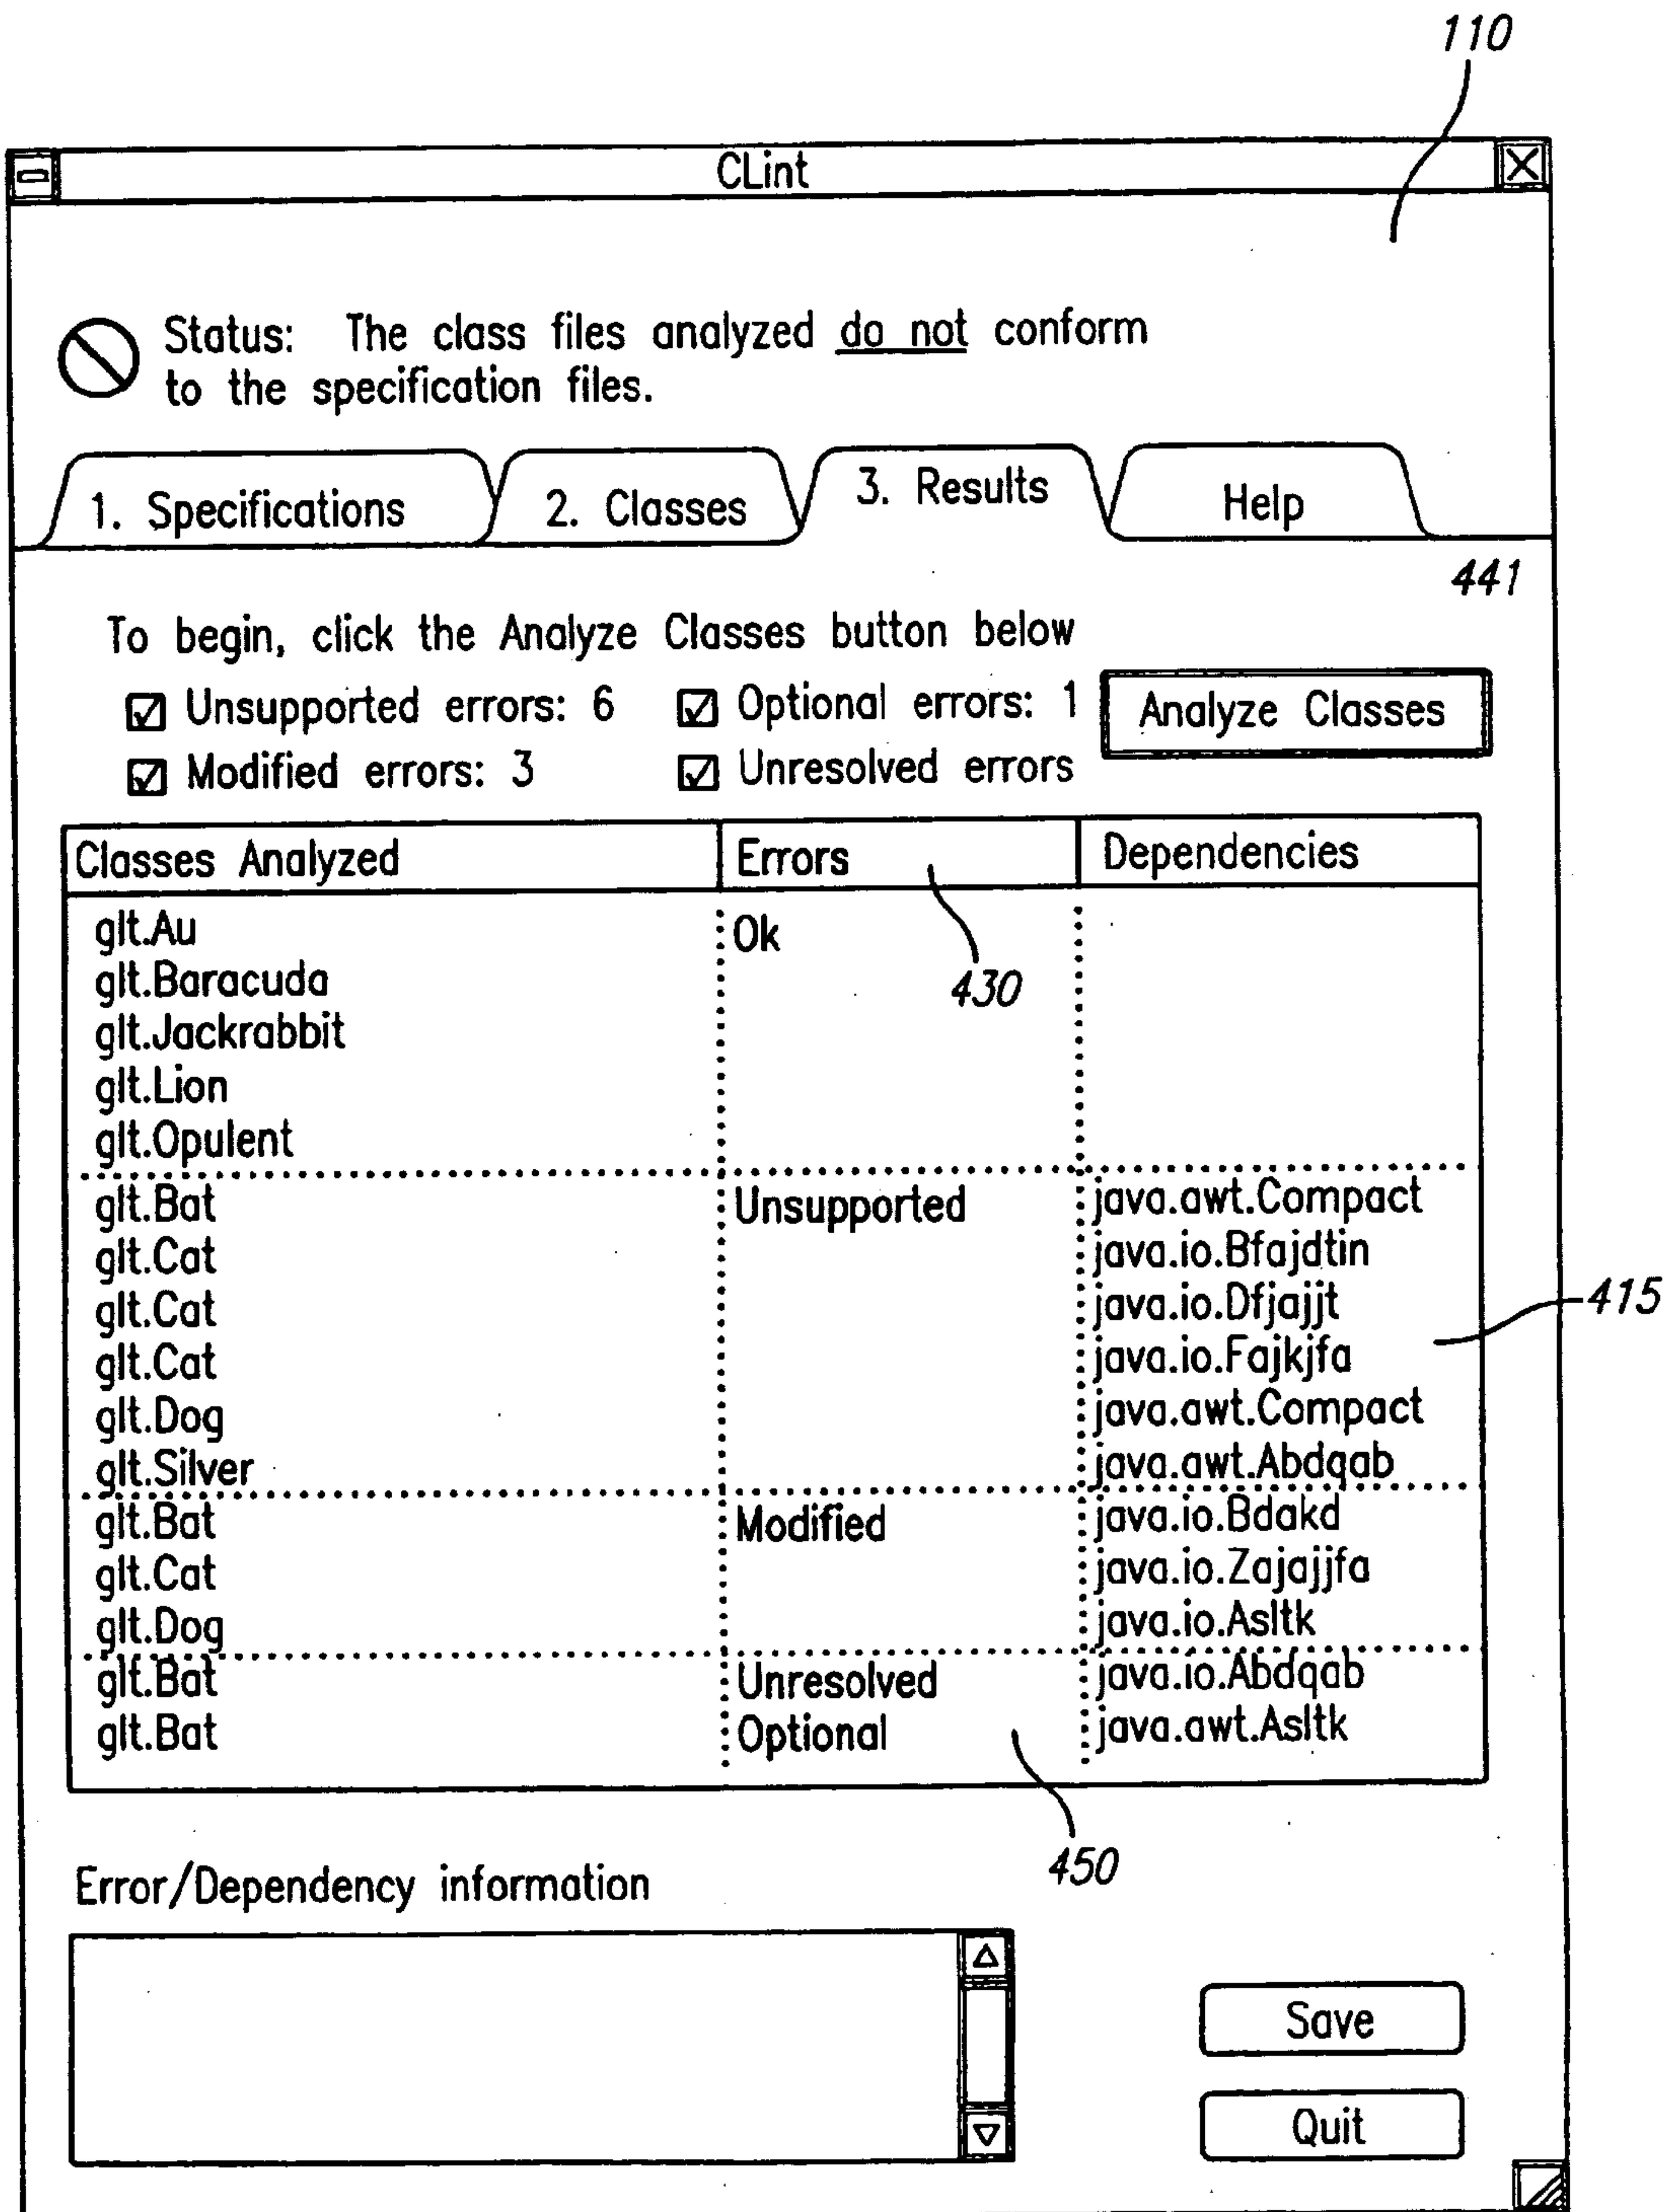 110
CLint
Status: The class files analyzed do not conform
to the specification files.
1. Specifications 2. Classes 3. Results Help
441
To begin, click the Analyze Classes button below
Unsupported errors: 6 Optional errors: 1 Analyze Classes
Modified errors: 3 Unresolved errors
Classes Analyzed Errors Dependencies
glt.Au Ok
glt.Baracuda 430
glt.Jackrabbit
glt.Lion
glt.Opulent
glt.Bat Unsupported java.awt.Compact
glt.Cat java.io.Bfajdtin
glt.Cat java.io.Dfjajjt 415
glt.Cat java.io.Fajkjfa
glt.Dog java.awt.Compact
glt.Silver java.awt.Abdqab
glt.Bat Modified java.io.Bdakd
glt.Cat java.io.Zajajjfa
glt.Dog java.io.Asltk
glt.Bat Unresolved java.io.Abdqab
glt.Bat Optional java.awt.Asltk
450
Error/Dependency information
Save
Quit